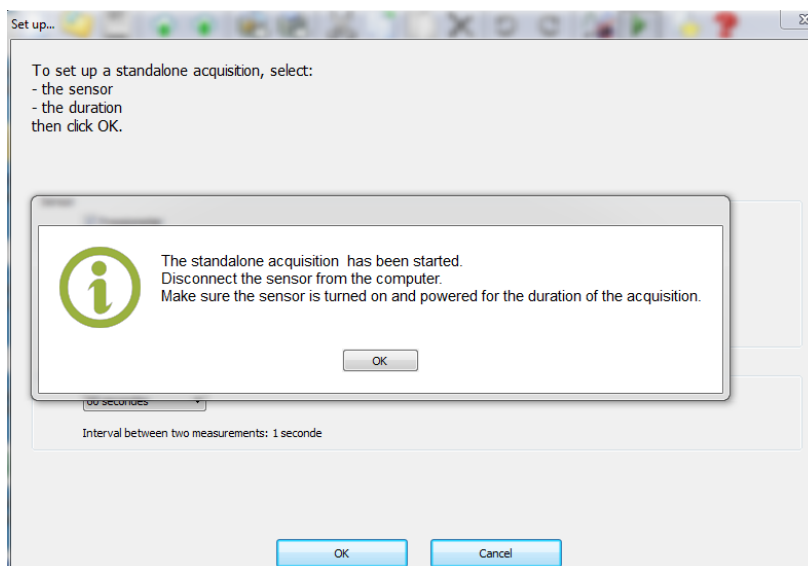 Set up...
To set up a standalone acquisition, select:
- the sensor
- the duration
then click OK.
The standalone acquisition has been started.
Disconnect the sensor from the computer.
Make sure the sensor is turned on and powered for the duration of the acquisition.
OK
60 secondes
Interval between two measurements: 1 seconde
OK
Cancel